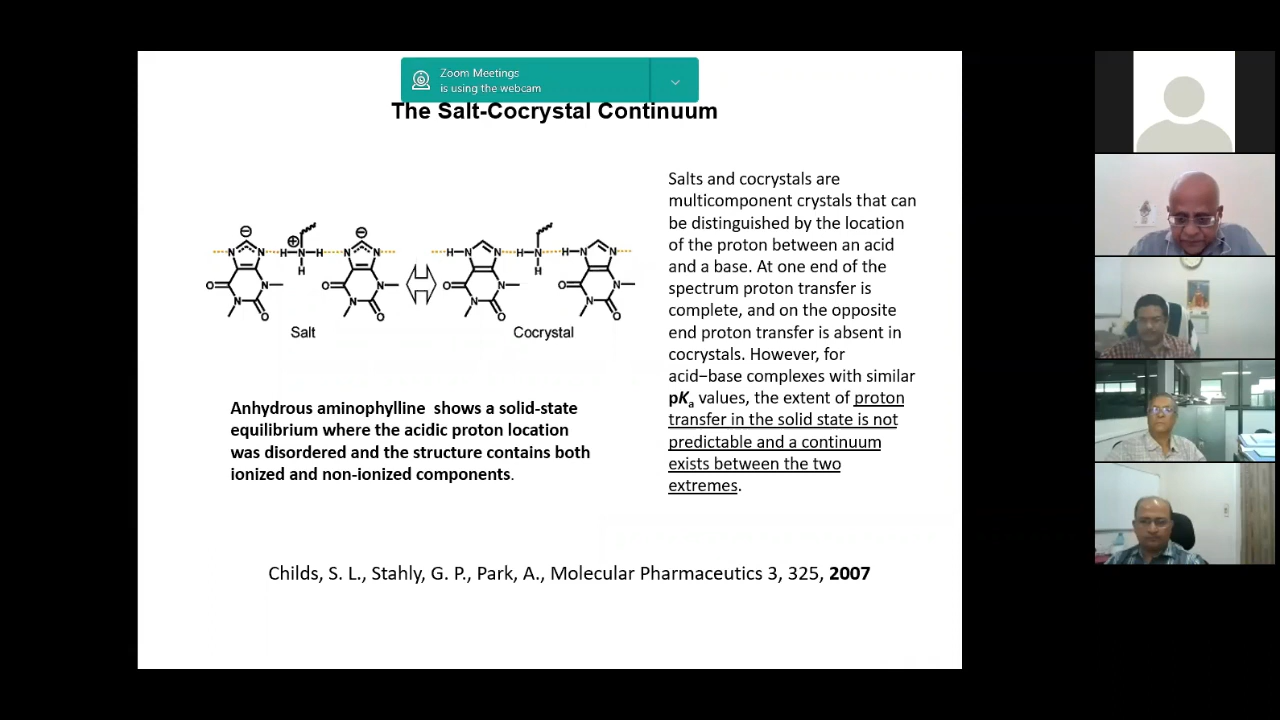 Zoom Meetings
is using the webcam
The Salt-Cocrystal Continuum
⊖ ⊕ ⊖
N N H N H N N H N N H N H H N N
H H
O N O N O N O N
N O N O N O N O
Salt Cocrystal
Anhydrous aminophylline shows a solid-state
equilibrium where the acidic proton location
was disordered and the structure contains both
ionized and non-ionized components.
Salts and cocrystals are
multicomponent crystals that can
be distinguished by the location
of the proton between an acid
and a base. At one end of the
spectrum proton transfer is
complete, and on the opposite
end proton transfer is absent in
cocrystals. However, for
acid−base complexes with similar
pKa values, the extent of proton
transfer in the solid state is not
predictable and a continuum
exists between the two
extremes.
Childs, S. L., Stahly, G. P., Park, A., Molecular Pharmaceutics 3, 325, 2007